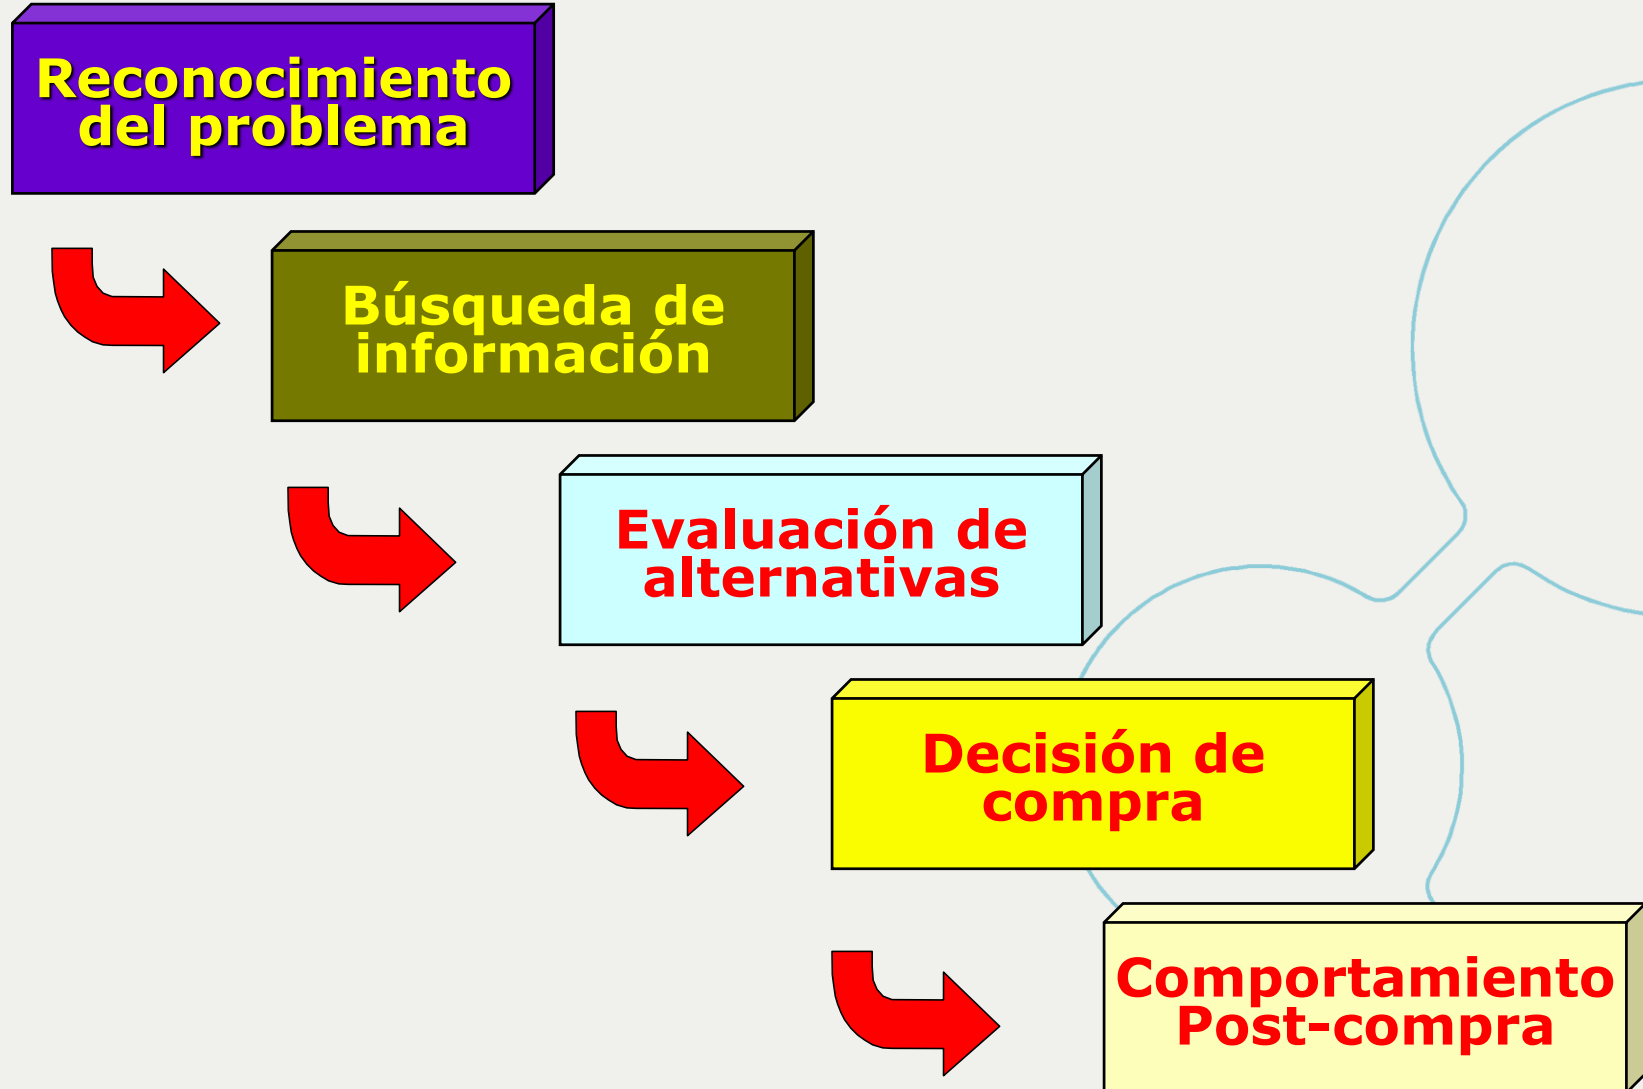 Reconocimiento
del problema
Búsqueda de
información
Evaluación de
alternativas
Decisión de
compra
Comportamiento
Post-compra